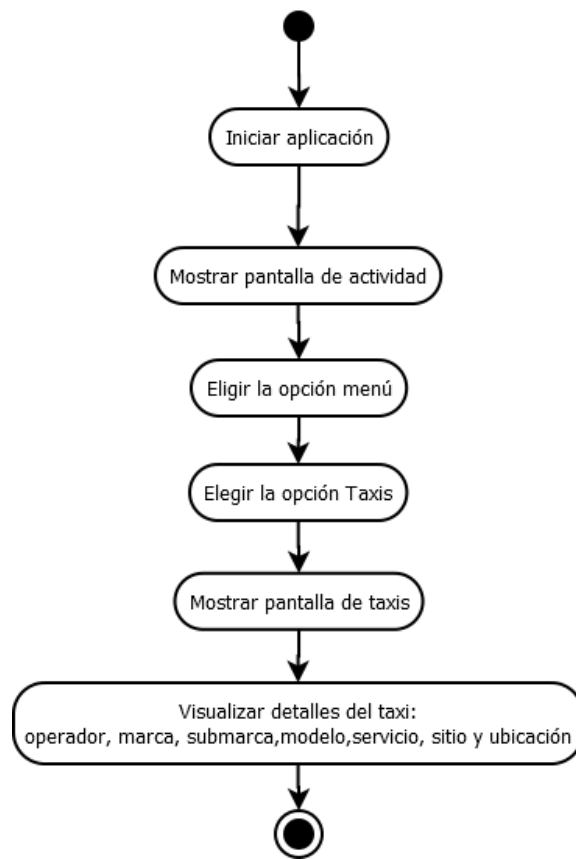 Iniciar aplicación
Mostrar pantalla de actividad
Eligir la opción menú
Elegir la opción Taxis
Mostrar pantalla de taxis
Visualizar detalles del taxi:
operador, marca, submarca,modelo,servicio, sitio y ubicación